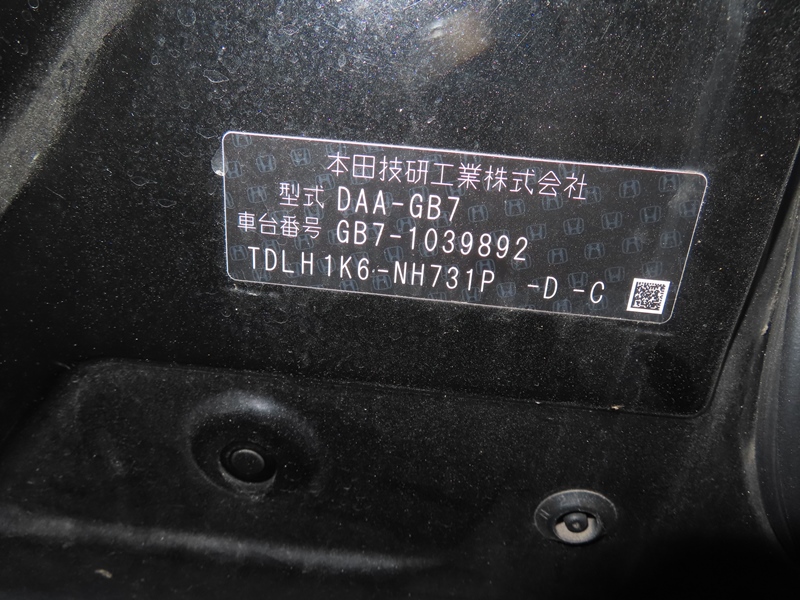 本田技研工業株式会社
型式 DAA-GB7
車台番号 GB7-1039892
TDLH1K6-NH731P -D -C